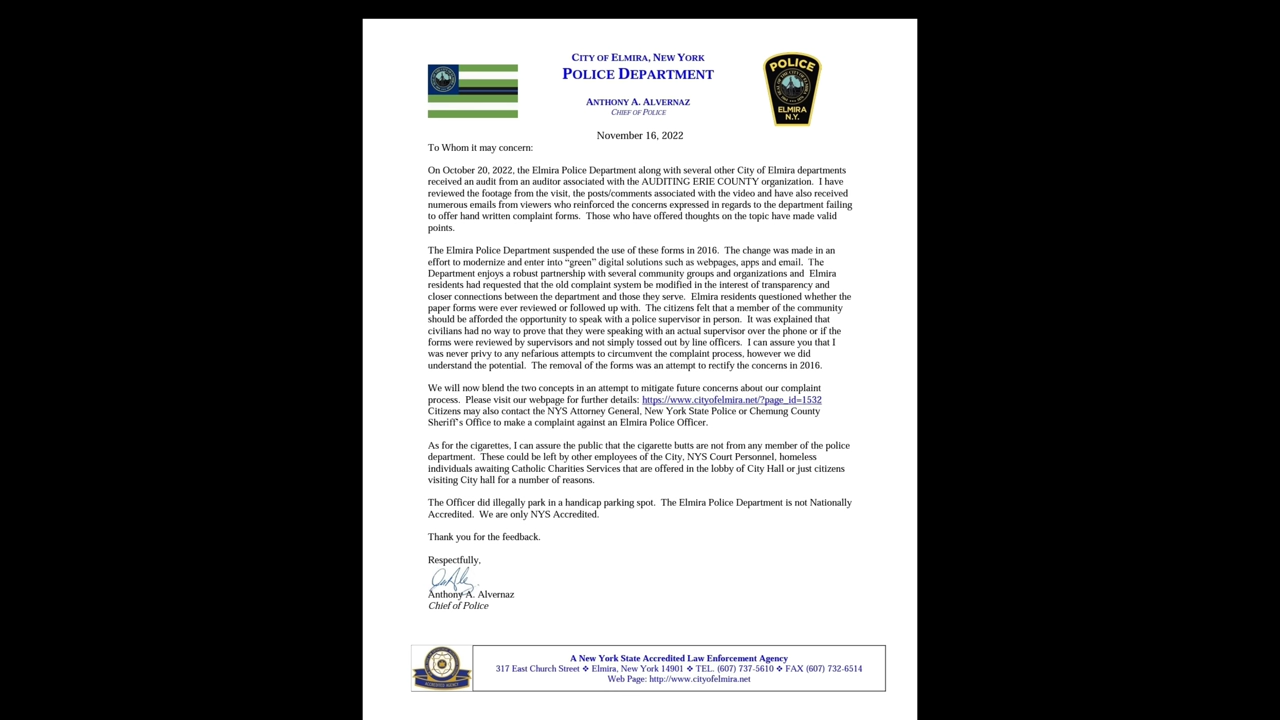 CITY OF ELMIRA, NEW YORK
POLICE DEPARTMENT
ANTHONY A. ALVERNAZ
CHIEF OF POLICE
POLICE
ELMIRA
N.Y.
November 16, 2022
To Whom it may concern:
On October 20, 2022, the Elmira Police Department along with several other City of Elmira departments
received an audit from an auditor associated with the AUDITING ERIE COUNTY organization. I have
reviewed the footage from the visit, the posts/comments associated with the video and have also received
numerous emails from viewers who reinforced the concerns expressed in regards to the department failing
to offer hand written complaint forms. Those who have offered thoughts on the topic have made valid
points.
The Elmira Police Department suspended the use of these forms in 2016. The change was made in an
effort to modernize and enter into “green” digital solutions such as webpages, apps and email. The
Department enjoys a robust partnership with several community groups and organizations and Elmira
residents had requested that the old complaint system be modified in the interest of transparency and
closer connections between the department and those they serve. Elmira residents questioned whether the
paper forms were ever reviewed or followed up with. The citizens felt that a member of the community
should be afforded the opportunity to speak with a police supervisor in person. It was explained that
civilians had no way to prove that they were speaking with an actual supervisor over the phone or if the
forms were reviewed by supervisors and not simply tossed out by line officers. I can assure you that I
was never privy to any nefarious attempts to circumvent the complaint process, however we did
understand the potential. The removal of the forms was an attempt to rectify the concerns in 2016.
We will now blend the two concepts in an attempt to mitigate future concerns about our complaint
process. Please visit our webpage for further details: https://www.cityofelmira.net/?page_id=1532
Citizens may also contact the NYS Attorney General, New York State Police or Chemung County
Sheriff’s Office to make a complaint against an Elmira Police Officer.
As for the cigarettes, I can assure the public that the cigarette butts are not from any member of the police
department. These could be left by other employees of the City, NYS Court Personnel, homeless
individuals awaiting Catholic Charities Services that are offered in the lobby of City Hall or just citizens
visiting City hall for a number of reasons.
The Officer did illegally park in a handicap parking spot. The Elmira Police Department is not Nationally
Accredited. We are only NYS Accredited.
Thank you for the feedback.
Respectfully,
Anthony A. Alvernaz
Chief of Police
ACCREDITED AGENCY
A New York State Accredited Law Enforcement Agency
317 East Church Street ❖ Elmira, New York 14901 ❖ TEL. (607) 737-5610 ❖ FAX (607) 732-6514
Web Page: http://www.cityofelmira.net